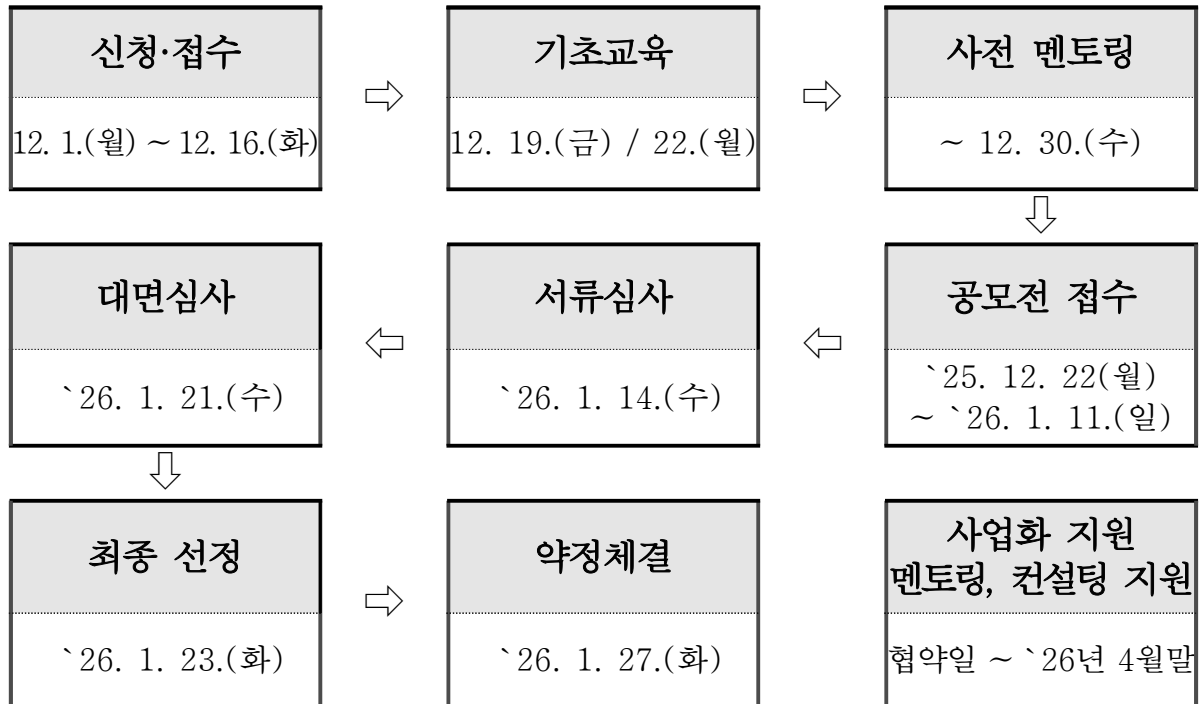 신청·접수
12. 1.(월) ~ 12. 16.(화)
⇨
기초교육
12. 19.(금) / 22.(월)
⇨
사전 멘토링
~ 12. 30.(수)
⇩
공모전 접수
`25. 12. 22(월)
~ `26. 1. 11.(일)
⇦
서류심사
`26. 1. 14.(수)
⇦
대면심사
`26. 1. 21.(수)
⇩
최종 선정
`26. 1. 23.(화)
⇨
약정체결
`26. 1. 27.(화)
사업화 지원
멘토링, 컨설팅 지원
협약일 ~ `26년 4월말